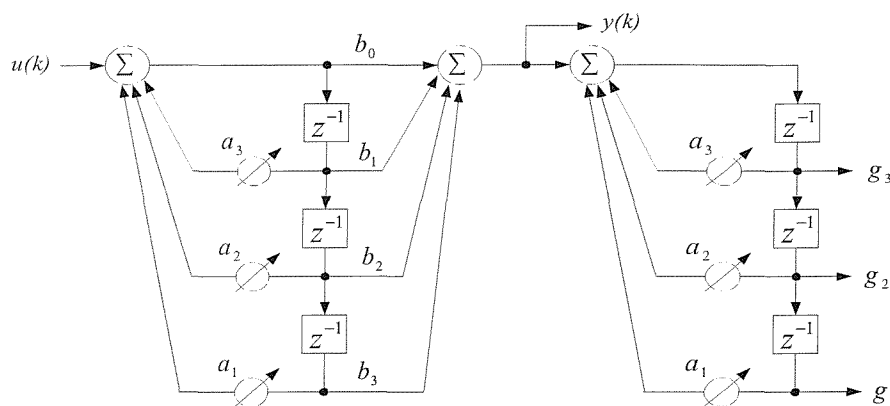 y(k)
u(k) Σ b₀ Σ Σ
z⁻¹ z⁻¹
a₃ b₁ a₃ g₃
z⁻¹ z⁻¹
a₂ b₂ a₂ g₂
z⁻¹ z⁻¹
a₁ b₃ a₁ g